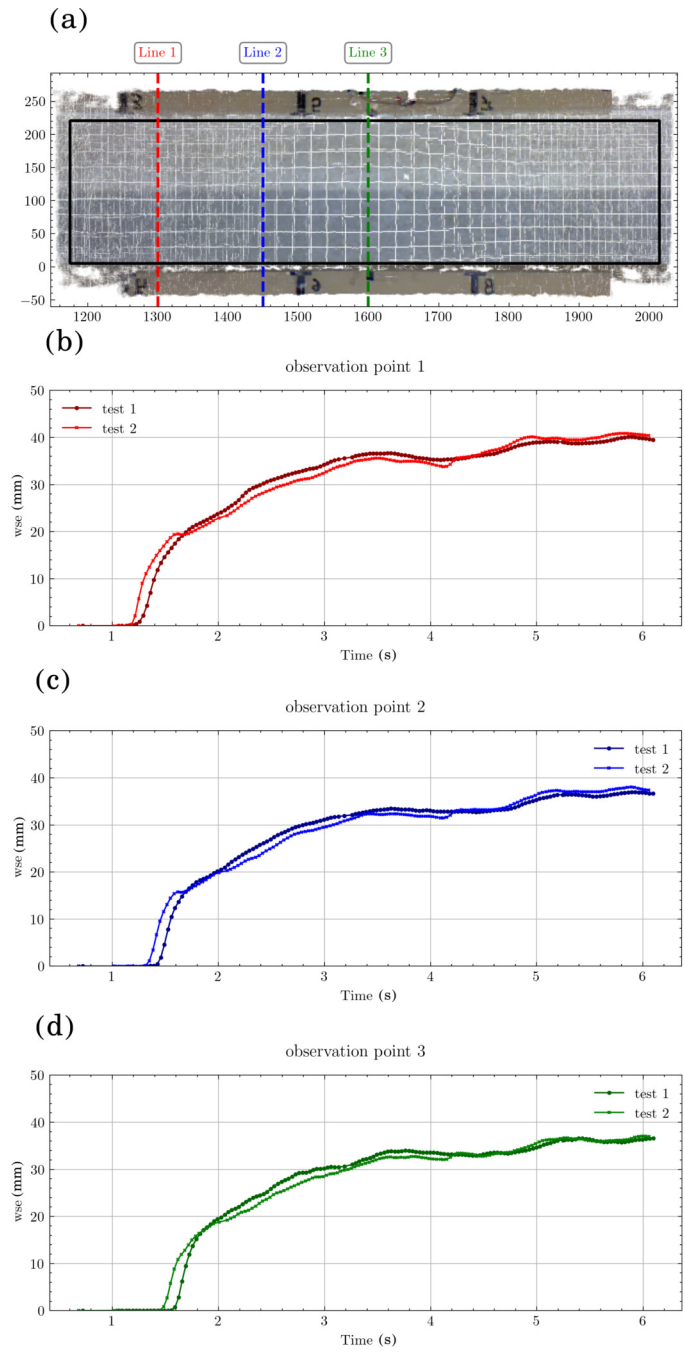 (a)
Line 1
Line 2
Line 3
250
200
150
100
50
0
−50
1200 1300 1400 1500 1600 1700 1800 1900 2000
(b)
observation point 1
wse (mm)
50
40
30
20
10
0
test 1
test 2
1 2 3 4 5 6
Time (s)
(c)
observation point 2
wse (mm)
50
40
30
20
10
0
test 1
test 2
1 2 3 4 5 6
Time (s)
(d)
observation point 3
wse (mm)
50
40
30
20
10
0
test 1
test 2
1 2 3 4 5 6
Time (s)